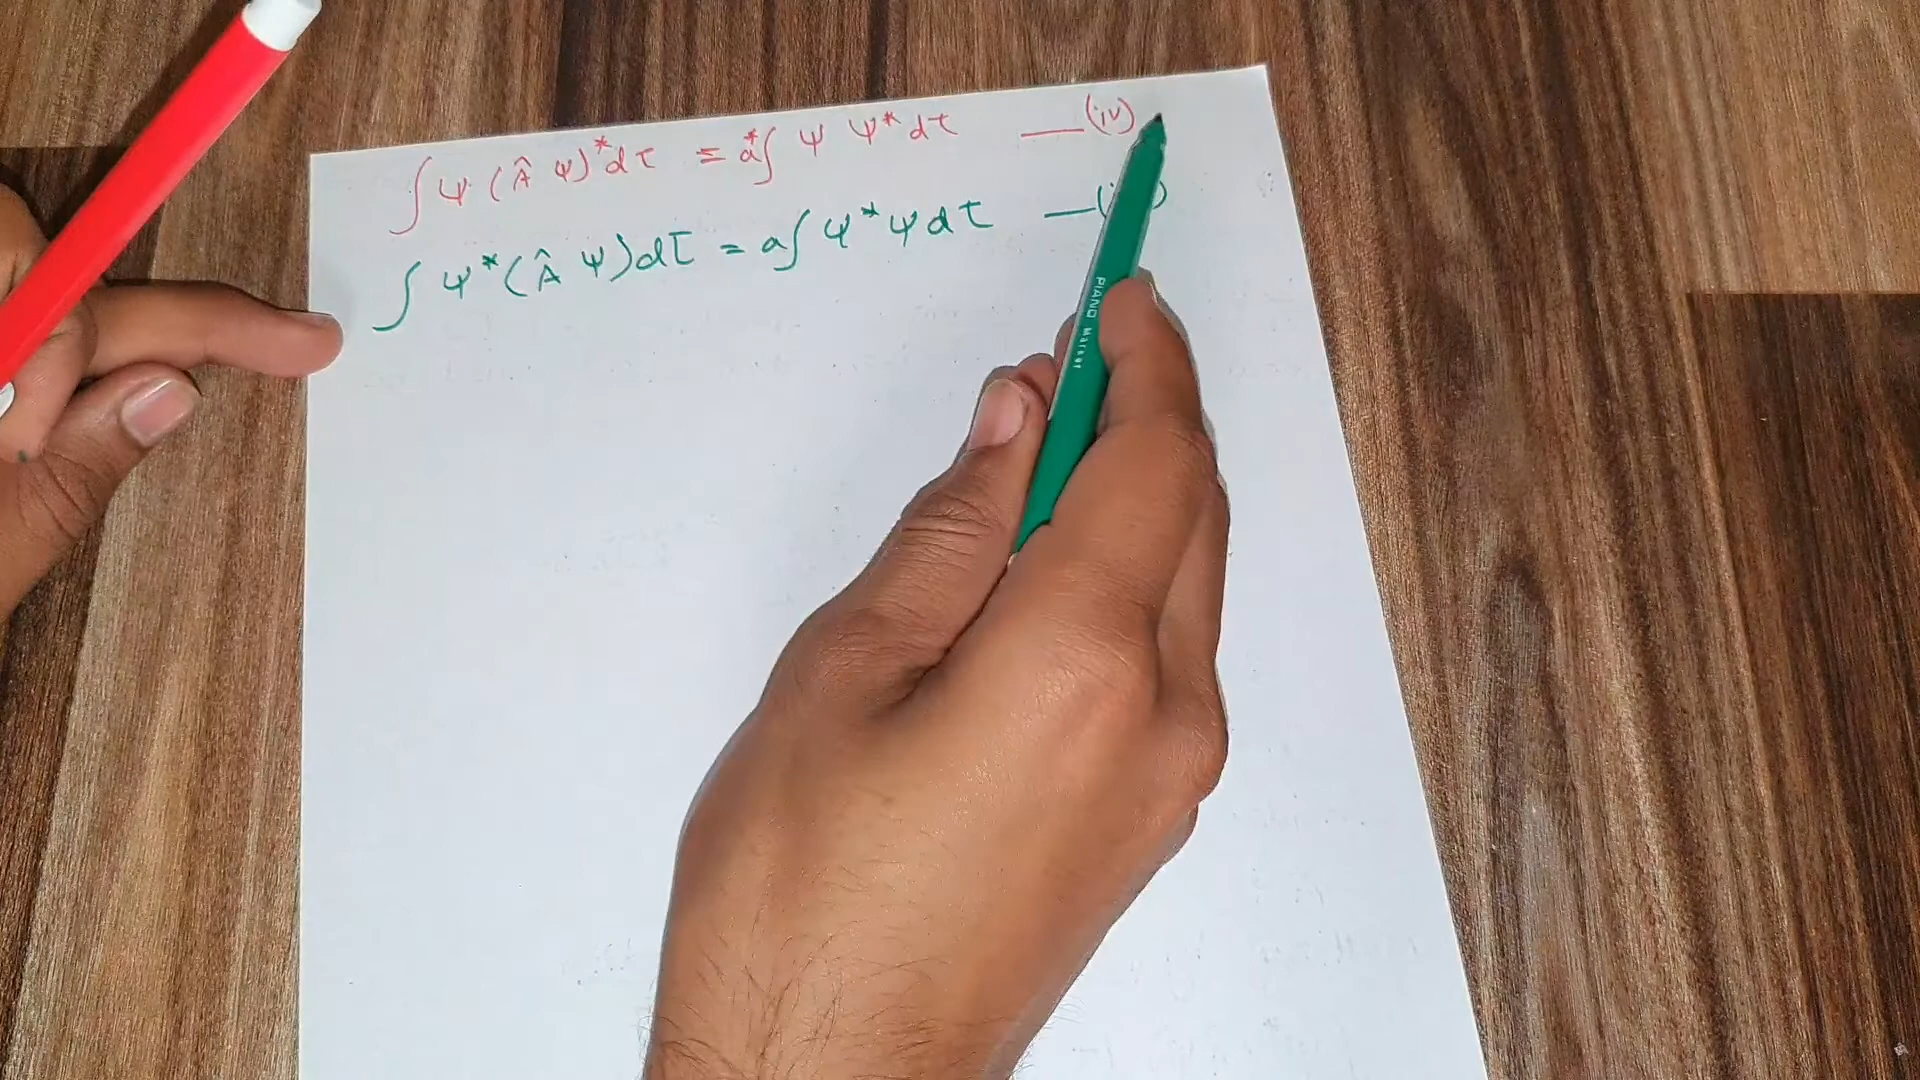 ∫ ψ (Â ψ)* dτ = a* ∫ ψ ψ* dτ —(iv)
∫ ψ* (Â ψ) dτ = a ∫ ψ* ψ dτ —
PIANO Marker